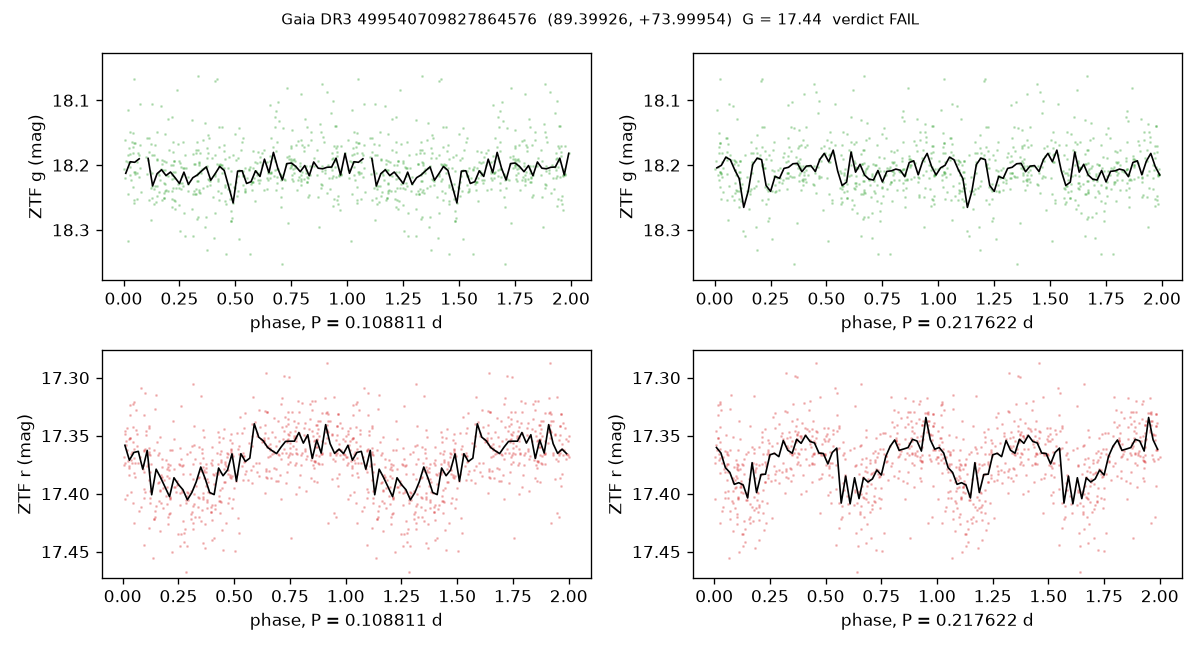 Gaia DR3 499540709827864576  (89.39926, +73.99954)  G = 17.44  verdict FAIL
ZTF g (mag)
18.1
18.2
18.3
0.00 0.25 0.50 0.75 1.00 1.25 1.50 1.75 2.00
phase, P = 0.108811 d
ZTF g (mag)
18.1
18.2
18.3
0.00 0.25 0.50 0.75 1.00 1.25 1.50 1.75 2.00
phase, P = 0.217622 d
ZTF r (mag)
17.30
17.35
17.40
17.45
0.00 0.25 0.50 0.75 1.00 1.25 1.50 1.75 2.00
phase, P = 0.108811 d
ZTF r (mag)
17.30
17.35
17.40
17.45
0.00 0.25 0.50 0.75 1.00 1.25 1.50 1.75 2.00
phase, P = 0.217622 d